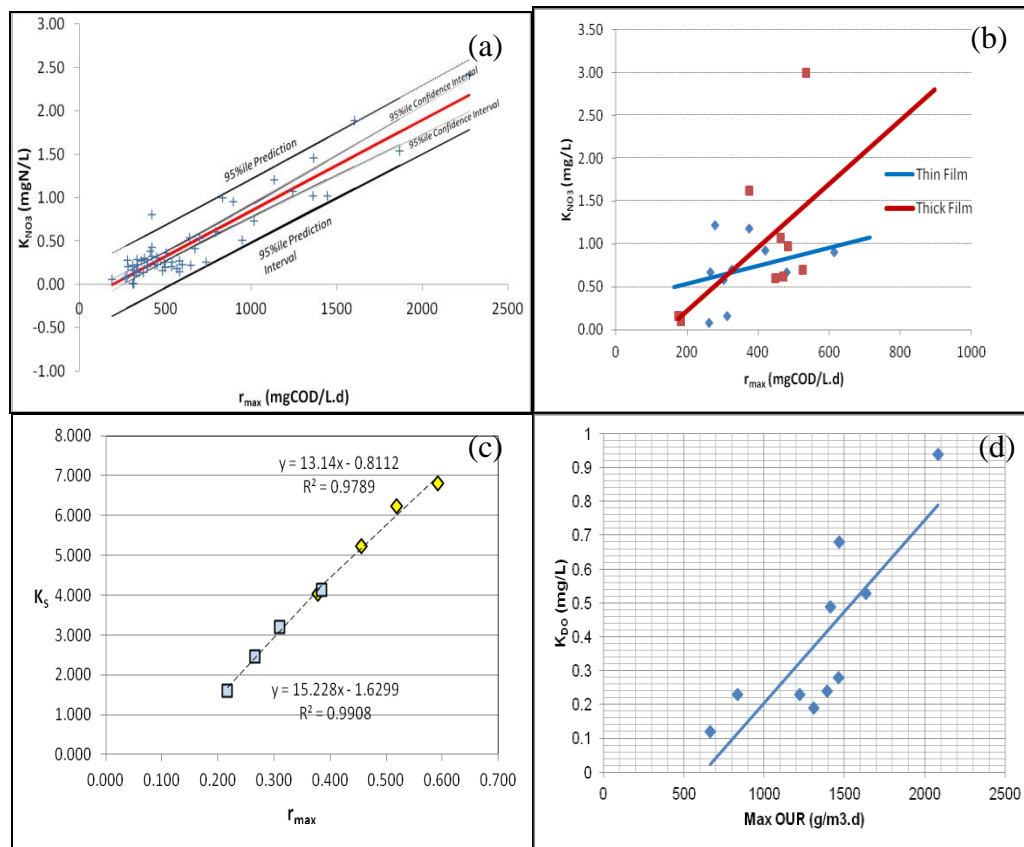 (a)
3.00
2.50
2.00
1.50
1.00
0.50
0.00
-0.50
-1.00
K_NO3 (mgN/L)
95%ile Prediction
95%ile Confidence Interval
95%ile Confidence Interval
95%ile Prediction
Interval
0 500 1000 1500 2000 2500
r_max (mgCOD/L.d)
(b)
3.50
3.00
2.50
2.00
1.50
1.00
0.50
0.00
K_NO3 (mg/L)
Thin Film
Thick Film
0 200 400 600 800 1000
r_max (mgCOD/L.d)
(c)
8.000
7.000
6.000
5.000
4.000
3.000
2.000
1.000
0.000
K_s
y = 13.14x - 0.8112
R² = 0.9789
y = 15.228x - 1.6299
R² = 0.9908
0.000 0.100 0.200 0.300 0.400 0.500 0.600 0.700
r_max
(d)
1
0.9
0.8
0.7
0.6
0.5
0.4
0.3
0.2
0.1
0
K_DO (mg/L)
0 500 1000 1500 2000 2500
Max OUR (g/m3.d)